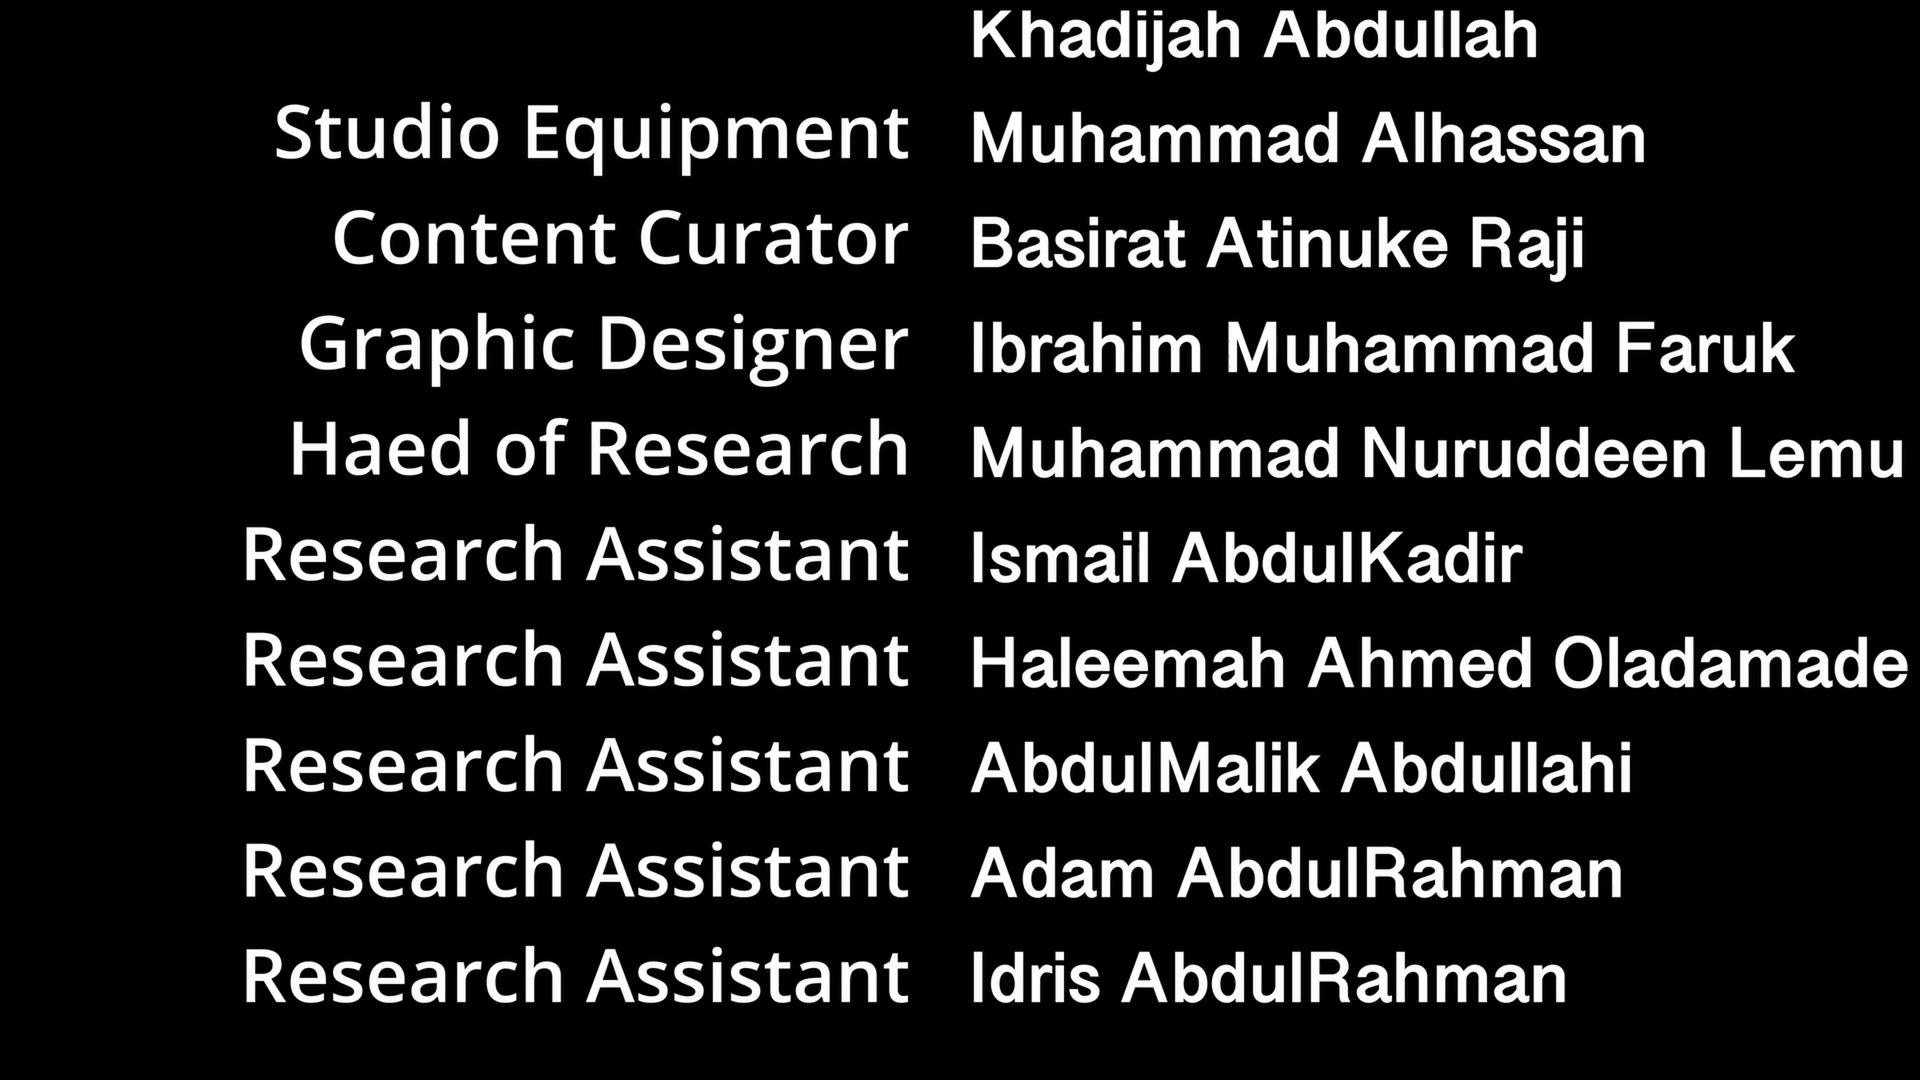 Khadijah Abdullah
Studio Equipment Muhammad Alhassan
Content Curator Basirat Atinuke Raji
Graphic Designer Ibrahim Muhammad Faruk
Haed of Research Muhammad Nuruddeen Lemu
Research Assistant Ismail AbdulKadir
Research Assistant Haleemah Ahmed Oladamade
Research Assistant AbdulMalik Abdullahi
Research Assistant Adam AbdulRahman
Research Assistant Idris AbdulRahman